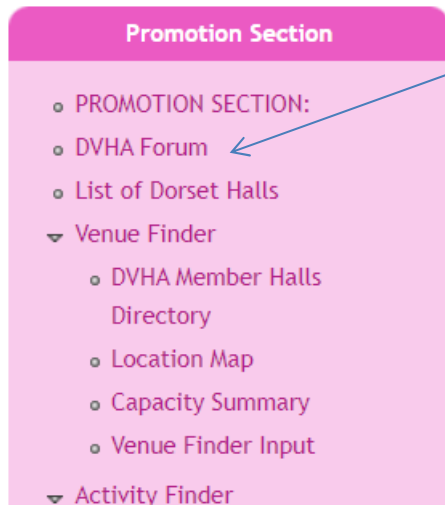 Promotion Section
PROMOTION SECTION:
DVHA Forum
List of Dorset Halls
Venue Finder
DVHA Member Halls
Directory
Location Map
Capacity Summary
Venue Finder Input
Activity Finder